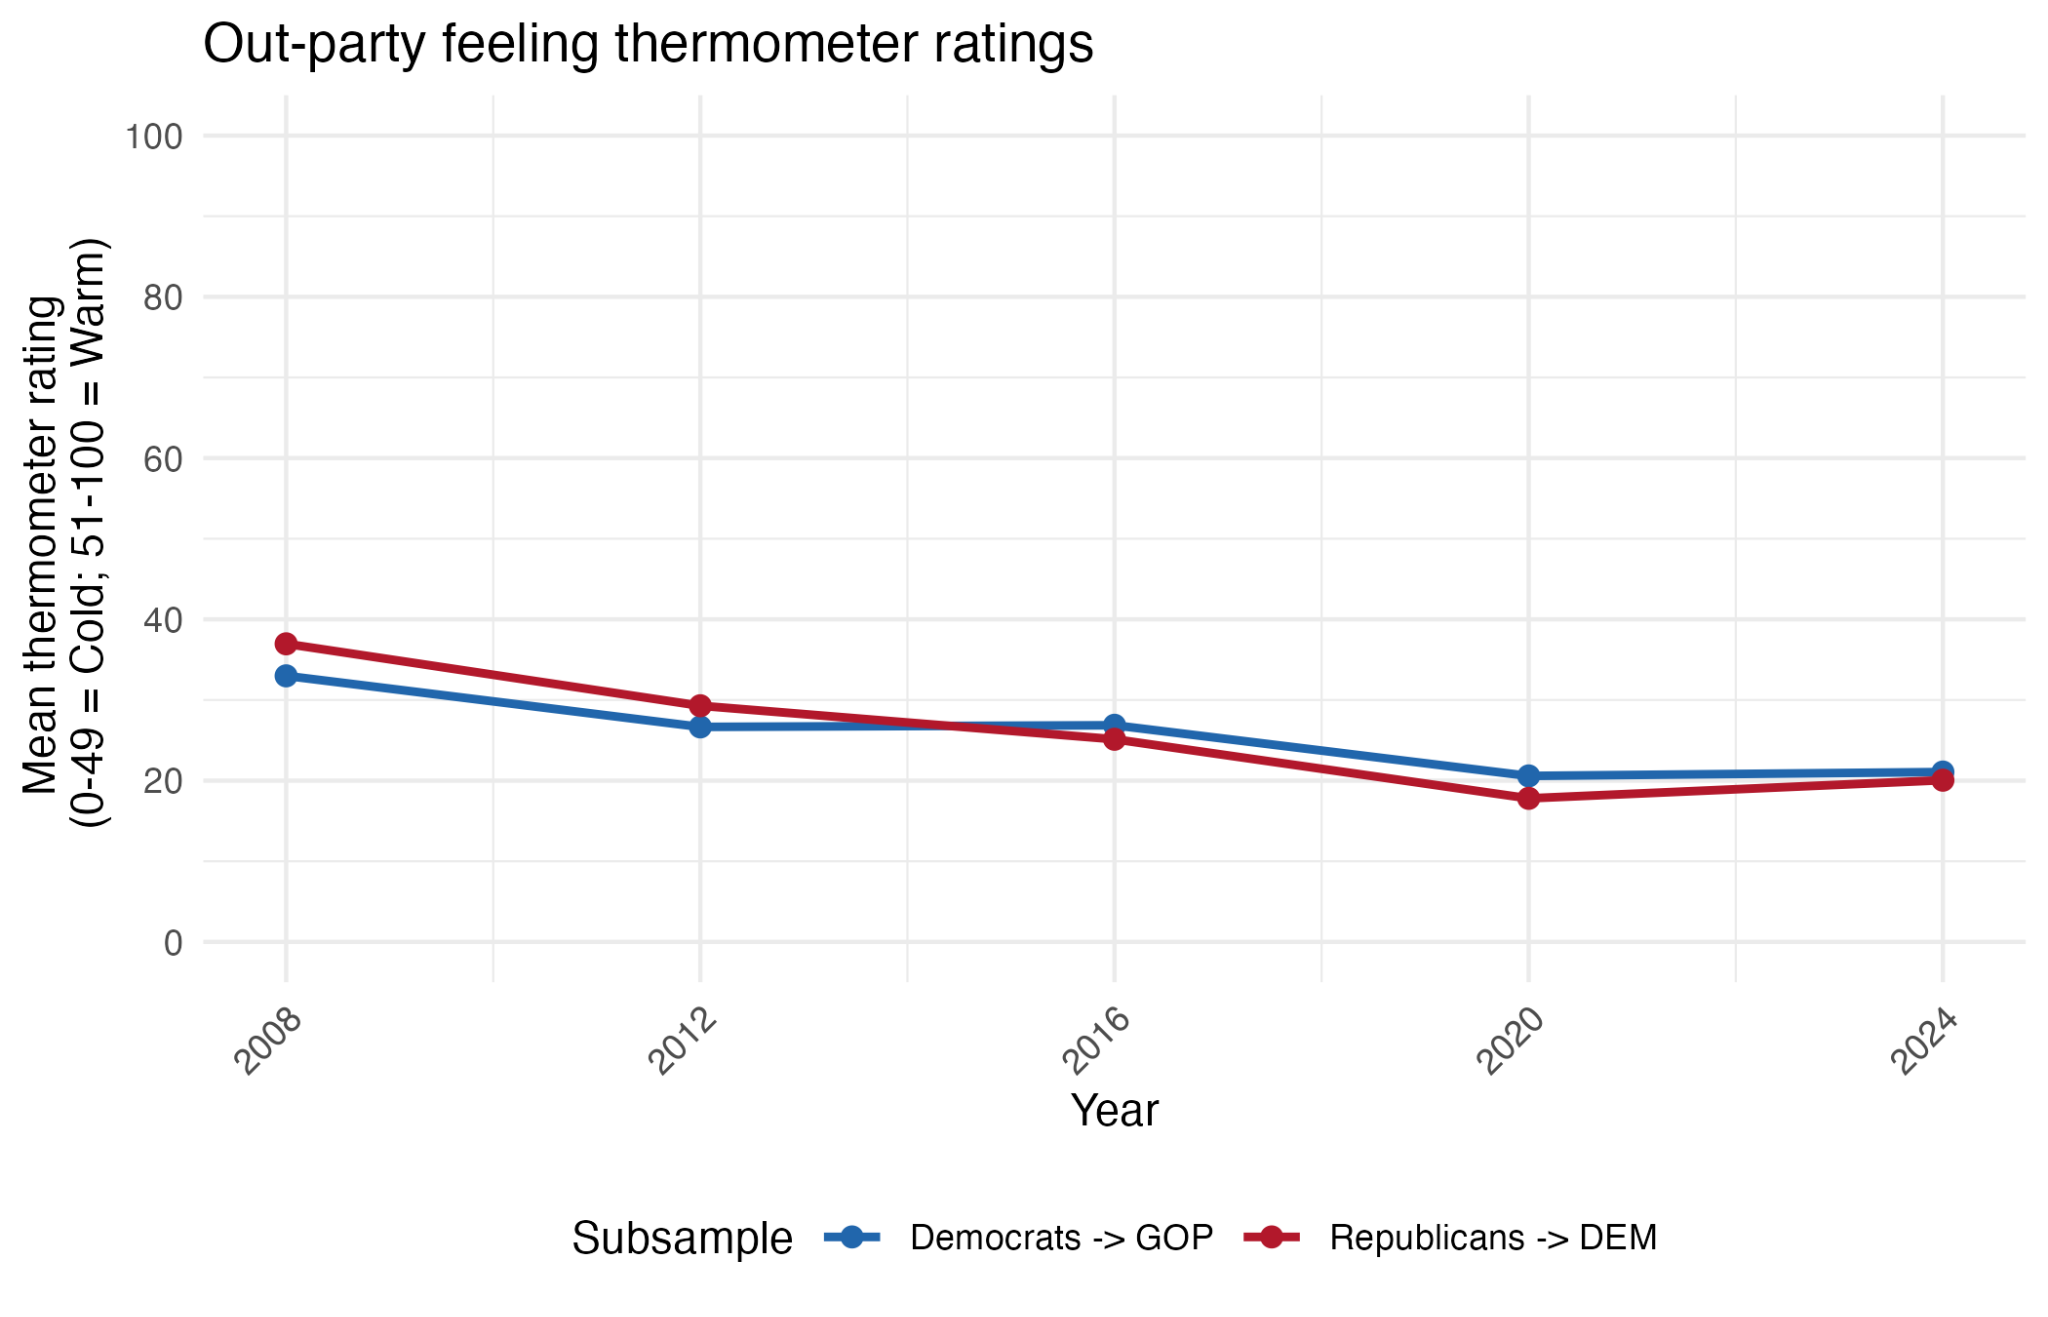 Out-party feeling thermometer ratings
Mean thermometer rating
(0-49 = Cold; 51-100 = Warm)
100
80
60
40
20
0
2008
2012
2016
2020
2024
Year
Subsample
Democrats -> GOP
Republicans -> DEM